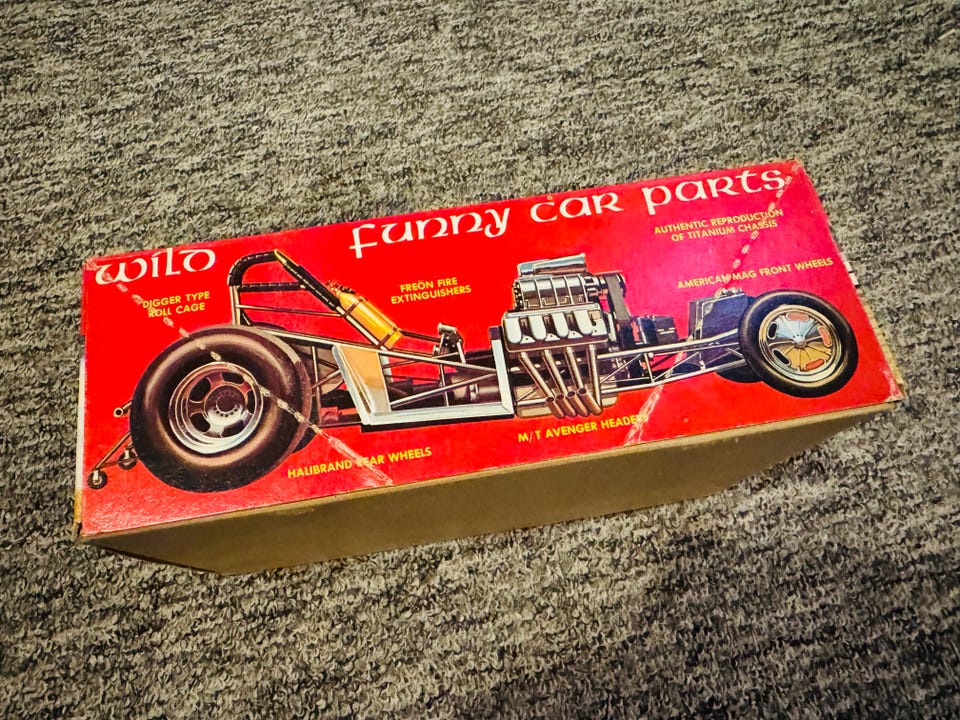 wild funny car parts
DIGGER TYPE
ROLL CAGE
FREON FIRE
EXTINGUISHERS
AUTHENTIC REPRODUCTION
OF TITANIUM CHASSIS
AMERICAN MAG FRONT WHEELS
HALIBRAND REAR WHEELS
M/T AVENGER HEADERS